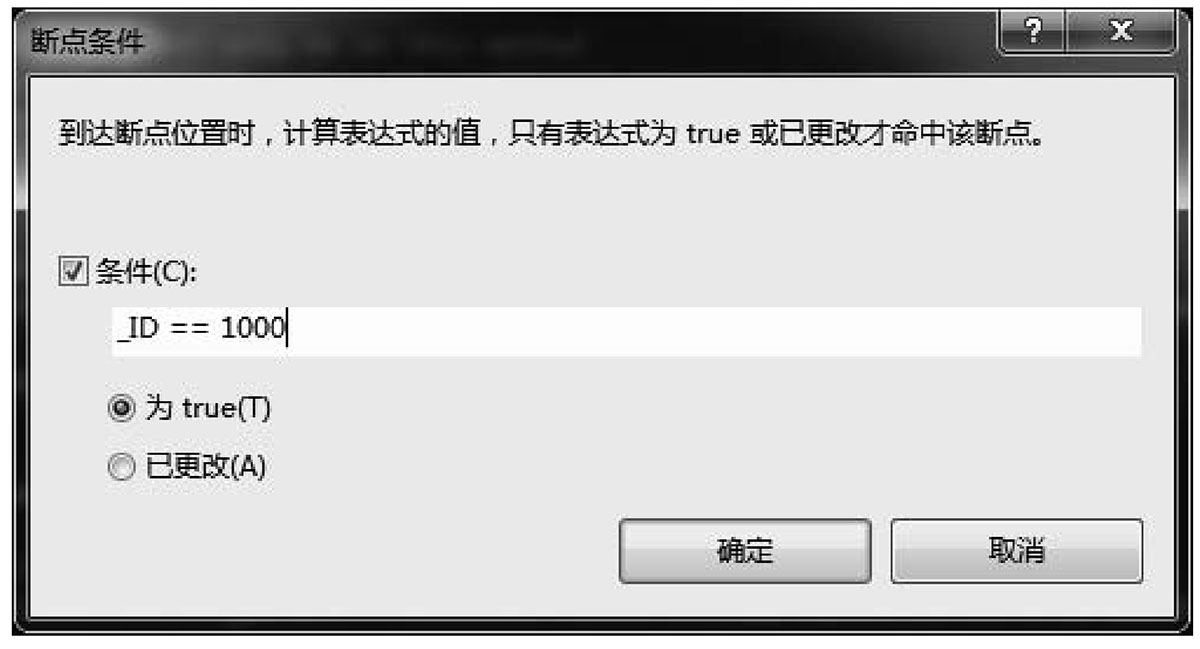 断点条件
到达断点位置时，计算表达式的值，只有表达式为 true 或已更改才命中该断点。
条件(C):
_ID == 1000
为 true(T)
已更改(A)
确定 取消